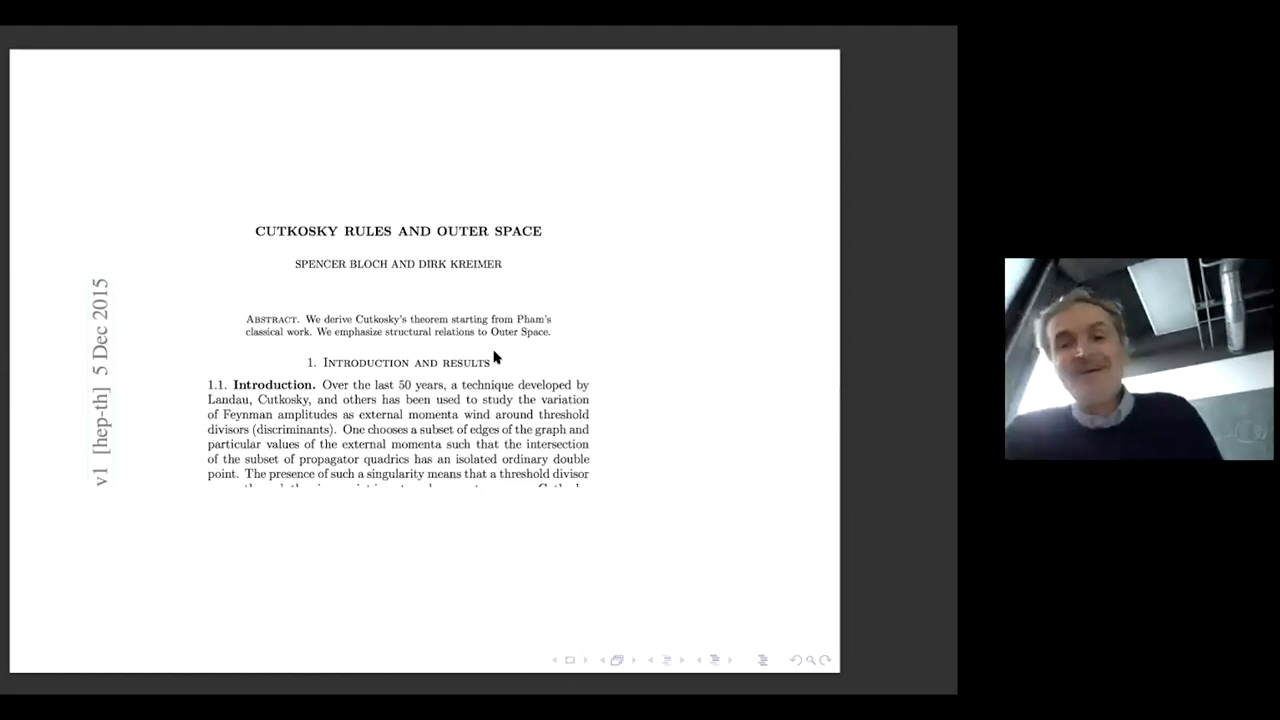 CUTKOSKY RULES AND OUTER SPACE
SPENCER BLOCH AND DIRK KREIMER
ABSTRACT. We derive Cutkosky's theorem starting from Pham's
classical work. We emphasize structural relations to Outer Space.
1. INTRODUCTION AND RESULTS
1.1. Introduction. Over the last 50 years, a technique developed by
Landau, Cutkosky, and others has been used to study the variation
of Feynman amplitudes as external momenta wind around threshold
divisors (discriminants). One chooses a subset of edges of the graph and
particular values of the external momenta such that the intersection
of the subset of propagator quadrics has an isolated ordinary double
point. The presence of such a singularity means that a threshold divisor
v1 [hep-th] 5 Dec 2015